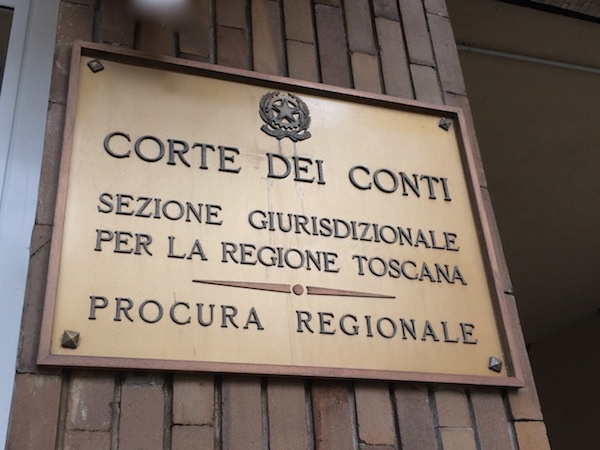 CORTE DEI CONTI
SEZIONE GIURISDIZIONALE
PER LA REGIONE TOSCANA
PROCURA REGIONALE